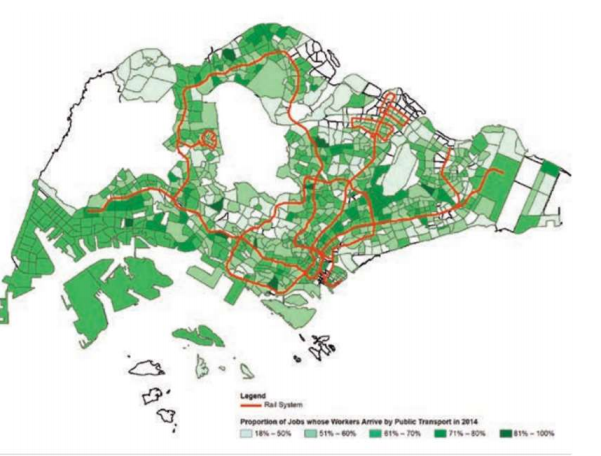 Legend
Rail System
Proportion of Jobs whose Workers Arrive by Public Transport in 2014
18% – 50% 51% – 60% 61% – 70% 71% – 80% 81% – 100%